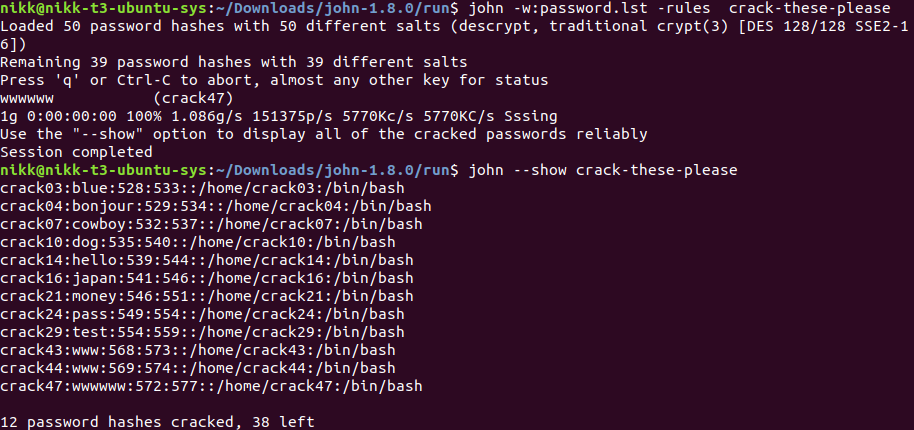 nikk@nikk-t3-ubuntu-sys:~/Downloads/john-1.8.0/run$ john -w:password.lst -rules  crack-these-please
Loaded 50 password hashes with 50 different salts (descrypt, traditional crypt(3) [DES 128/128 SSE2-1
6])
Remaining 39 password hashes with 39 different salts
Press 'q' or Ctrl-C to abort, almost any other key for status
wwwwww           (crack47)
1g 0:00:00:00 100% 1.086g/s 151375p/s 5770Kc/s 5770KC/s Sssing
Use the "--show" option to display all of the cracked passwords reliably
Session completed
nikk@nikk-t3-ubuntu-sys:~/Downloads/john-1.8.0/run$ john --show crack-these-please
crack03:blue:528:533::/home/crack03:/bin/bash
crack04:bonjour:529:534::/home/crack04:/bin/bash
crack07:cowboy:532:537::/home/crack07:/bin/bash
crack10:dog:535:540::/home/crack10:/bin/bash
crack14:hello:539:544::/home/crack14:/bin/bash
crack16:japan:541:546::/home/crack16:/bin/bash
crack21:money:546:551::/home/crack21:/bin/bash
crack24:pass:549:554::/home/crack24:/bin/bash
crack29:test:554:559::/home/crack29:/bin/bash
crack43:www:568:573::/home/crack43:/bin/bash
crack44:www:569:574::/home/crack44:/bin/bash
crack47:wwwwww:572:577::/home/crack47:/bin/bash

12 password hashes cracked, 38 left